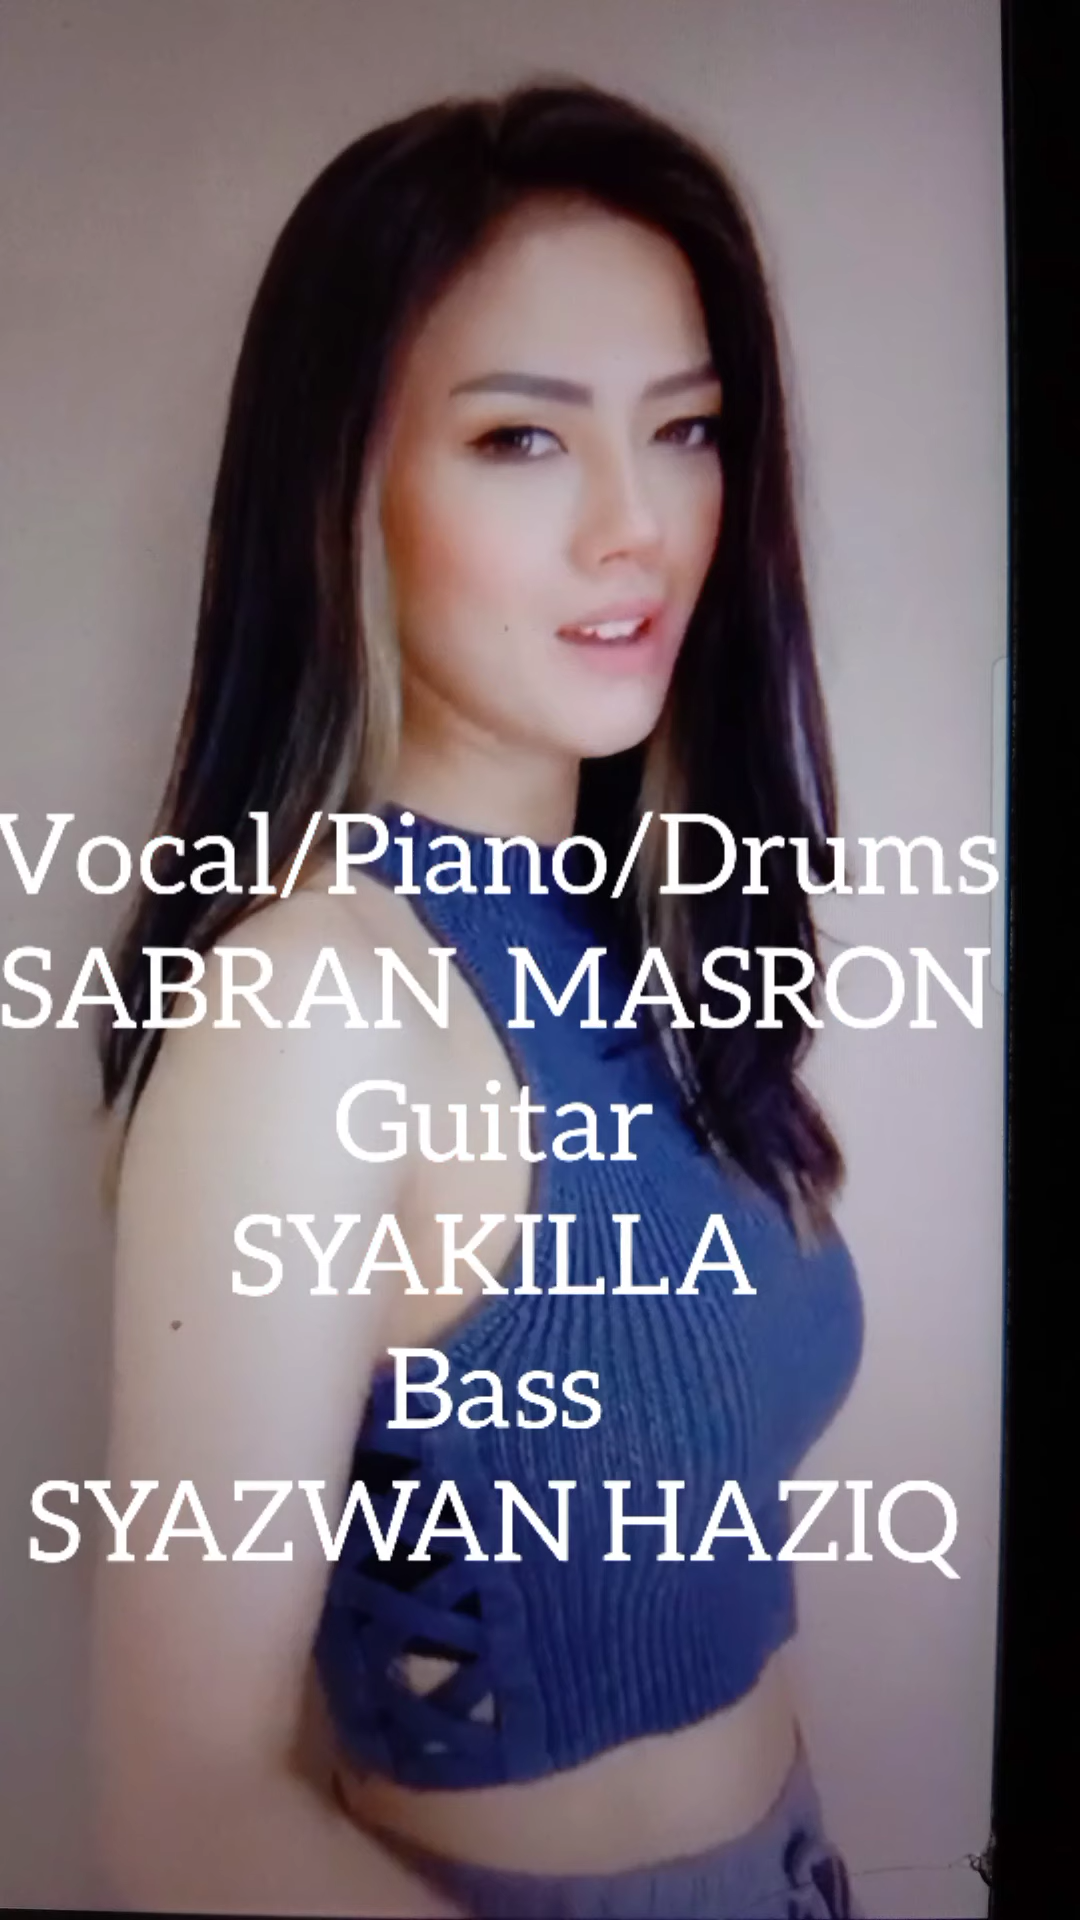 Vocal/Piano/Drums
SABRAN MASRON
Guitar
SYAKILLA
Bass
SYAZWAN HAZIQ